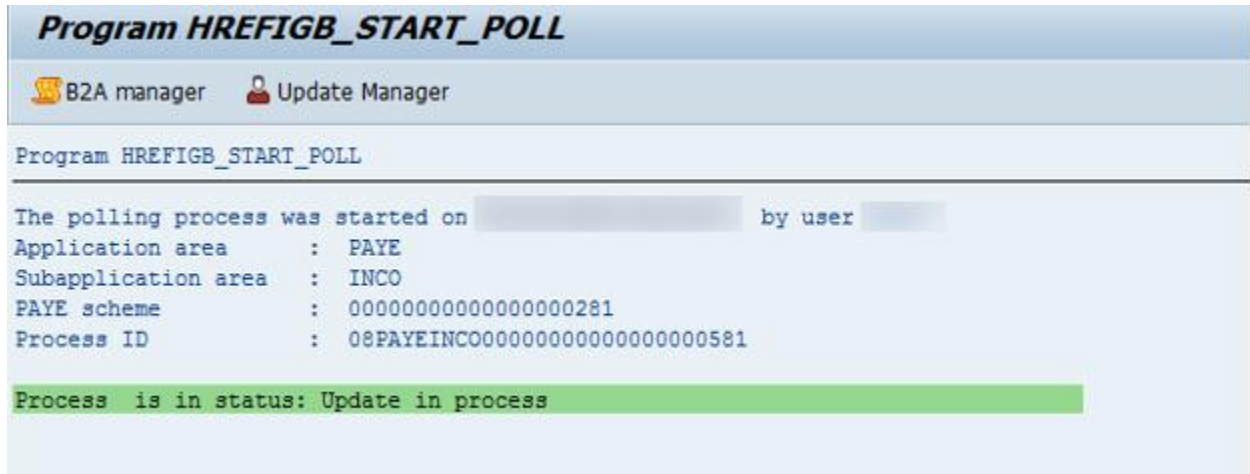 Program HREFIGB_START_POLL
B2A manager Update Manager
Program HREFIGB_START_POLL
The polling process was started on by user
Application area : PAYE
Subapplication area : INCO
PAYE scheme : 00000000000000000281
Process ID : 08PAYEINCO000000000000000000581
Process is in status: Update in process